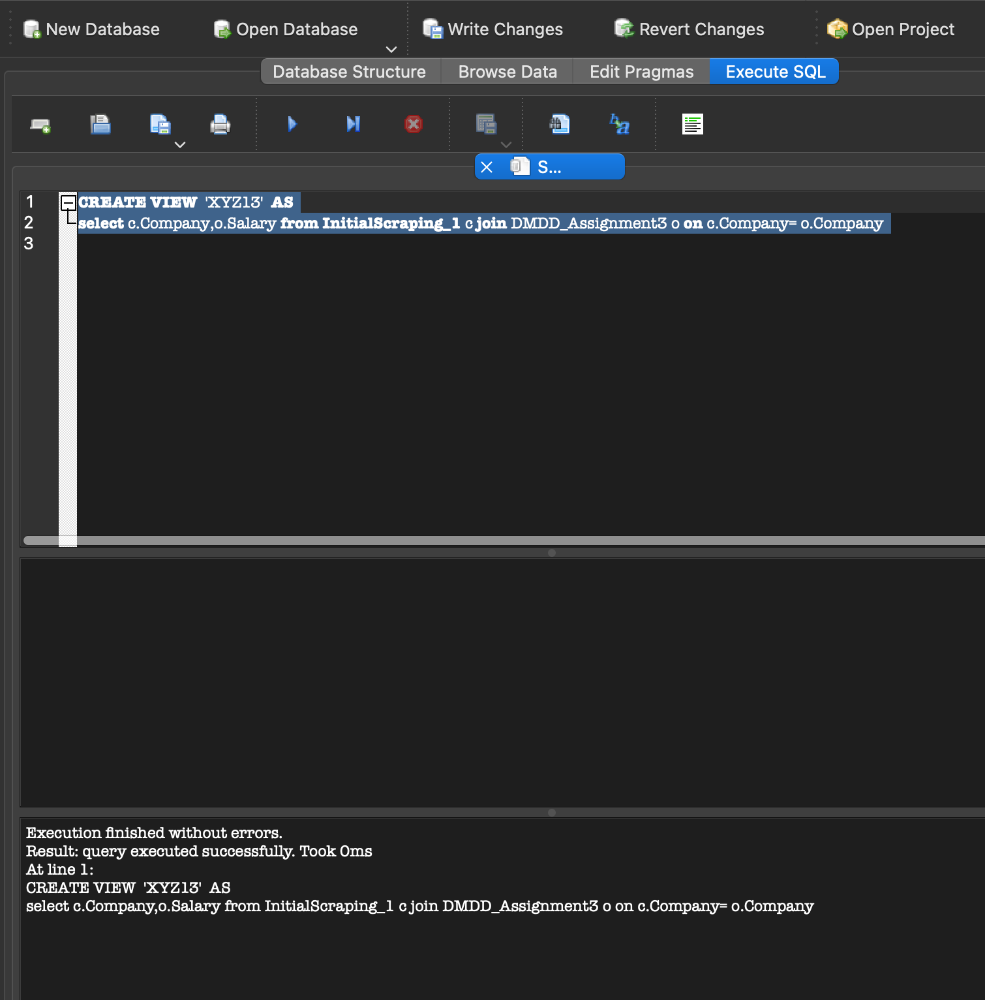 New Database Open Database Write Changes Revert Changes Open Project
Database Structure Browse Data Edit Pragmas Execute SQL
S...
1 CREATE VIEW 'XYZ13' AS
2 select c.Company,o.Salary from InitialScraping_1 c join DMDD_Assignment3 o on c.Company= o.Company
3
Execution finished without errors.
Result: query executed successfully. Took 0ms
At line 1:
CREATE VIEW 'XYZ13' AS
select c.Company,o.Salary from InitialScraping_1 c join DMDD_Assignment3 o on c.Company= o.Company